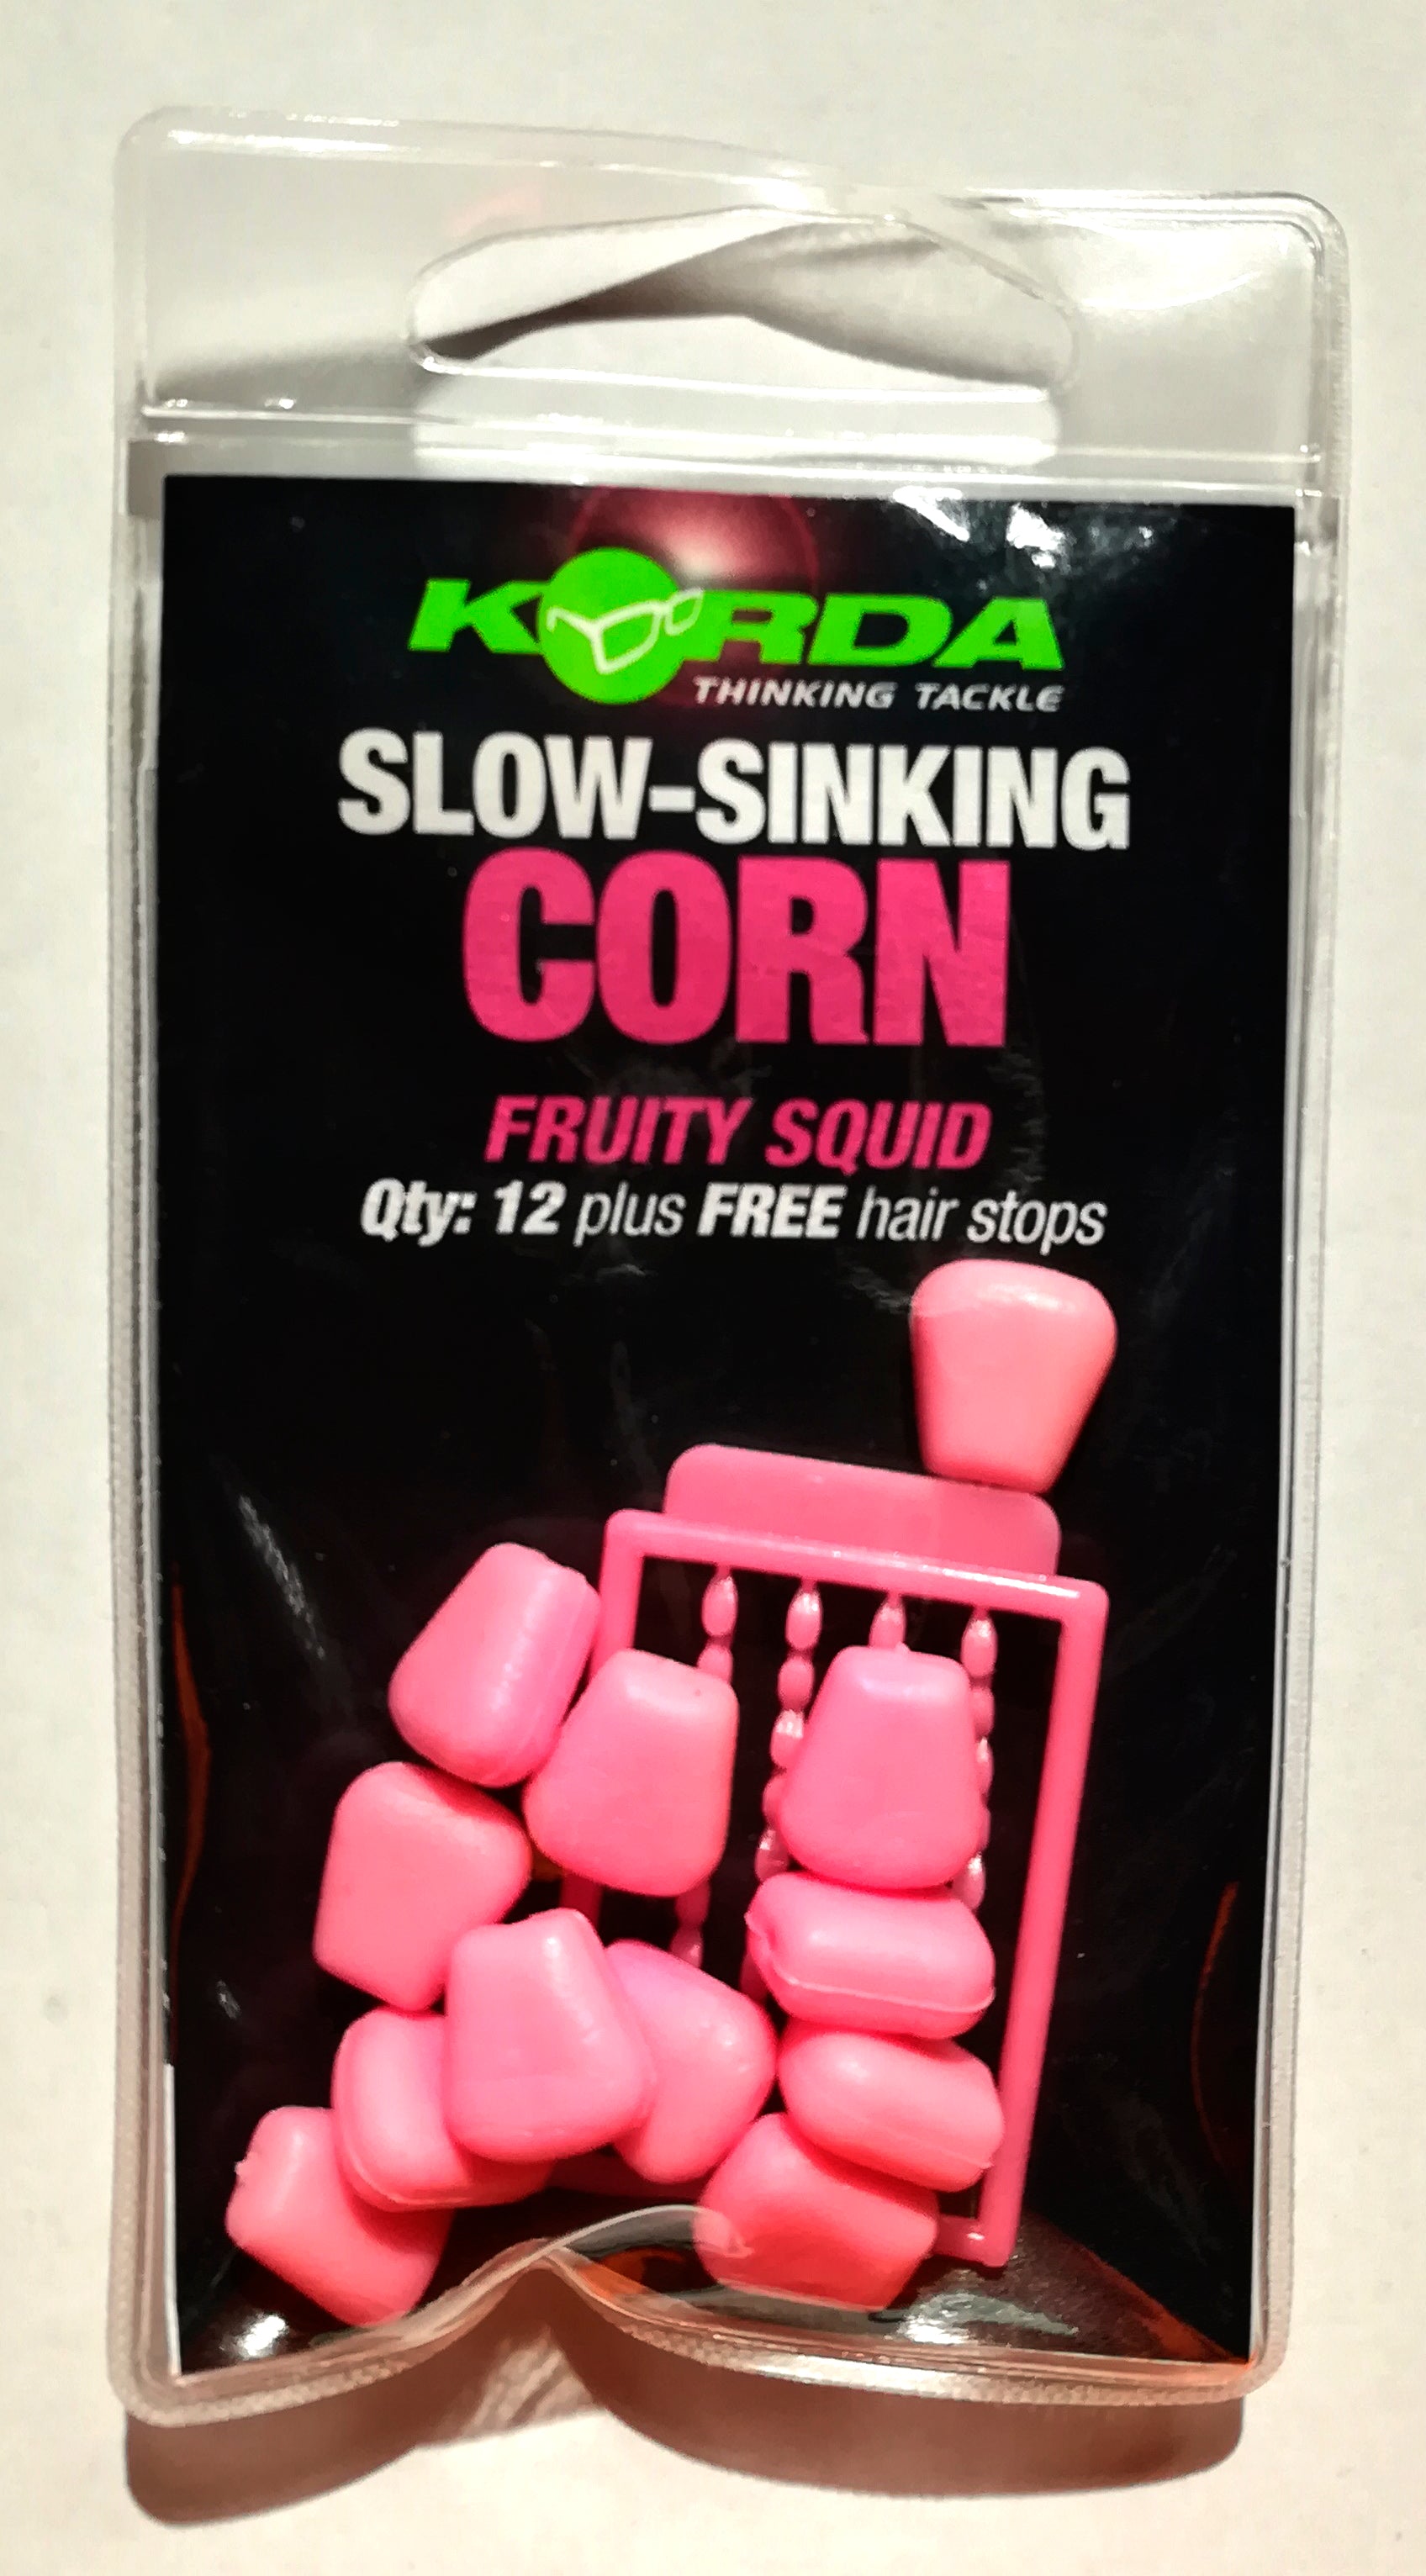 KORDA
THINKING TACKLE
SLOW-SINKING
CORN
FRUITY SQUID
Qty: 12 plus FREE hair stops